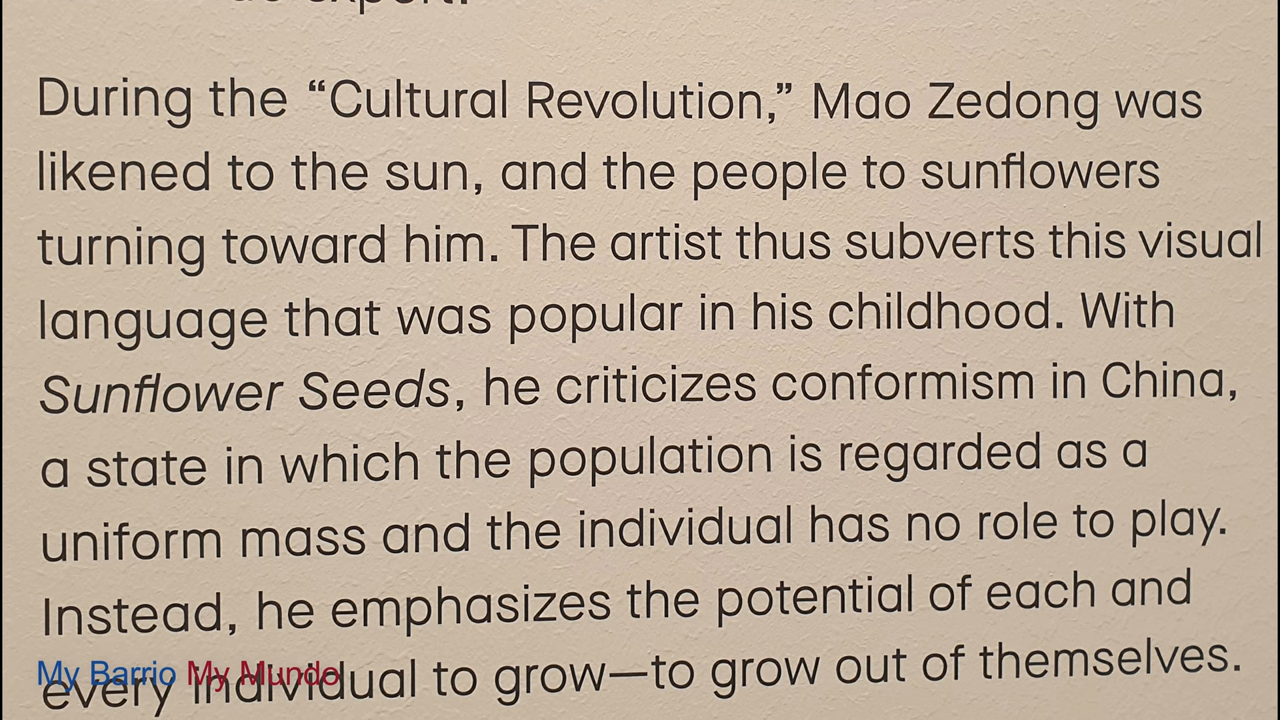 During the “Cultural Revolution,” Mao Zedong was
likened to the sun, and the people to sunflowers
turning toward him. The artist thus subverts this visual
language that was popular in his childhood. With
Sunflower Seeds, he criticizes conformism in China,
a state in which the population is regarded as a
uniform mass and the individual has no role to play.
Instead, he emphasizes the potential of each and
every individual to grow—to grow out of themselves.
My Barrio My Mundo